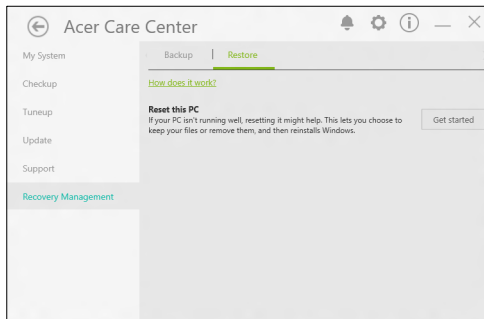 Acer Care Center
My System
Checkup
Tuneup
Update
Support
Recovery Management
Backup
Restore
How does it work?
Reset this PC
If your PC isn't running well, resetting it might help. This lets you choose to
keep your files or remove them, and then reinstalls Windows.
Get started